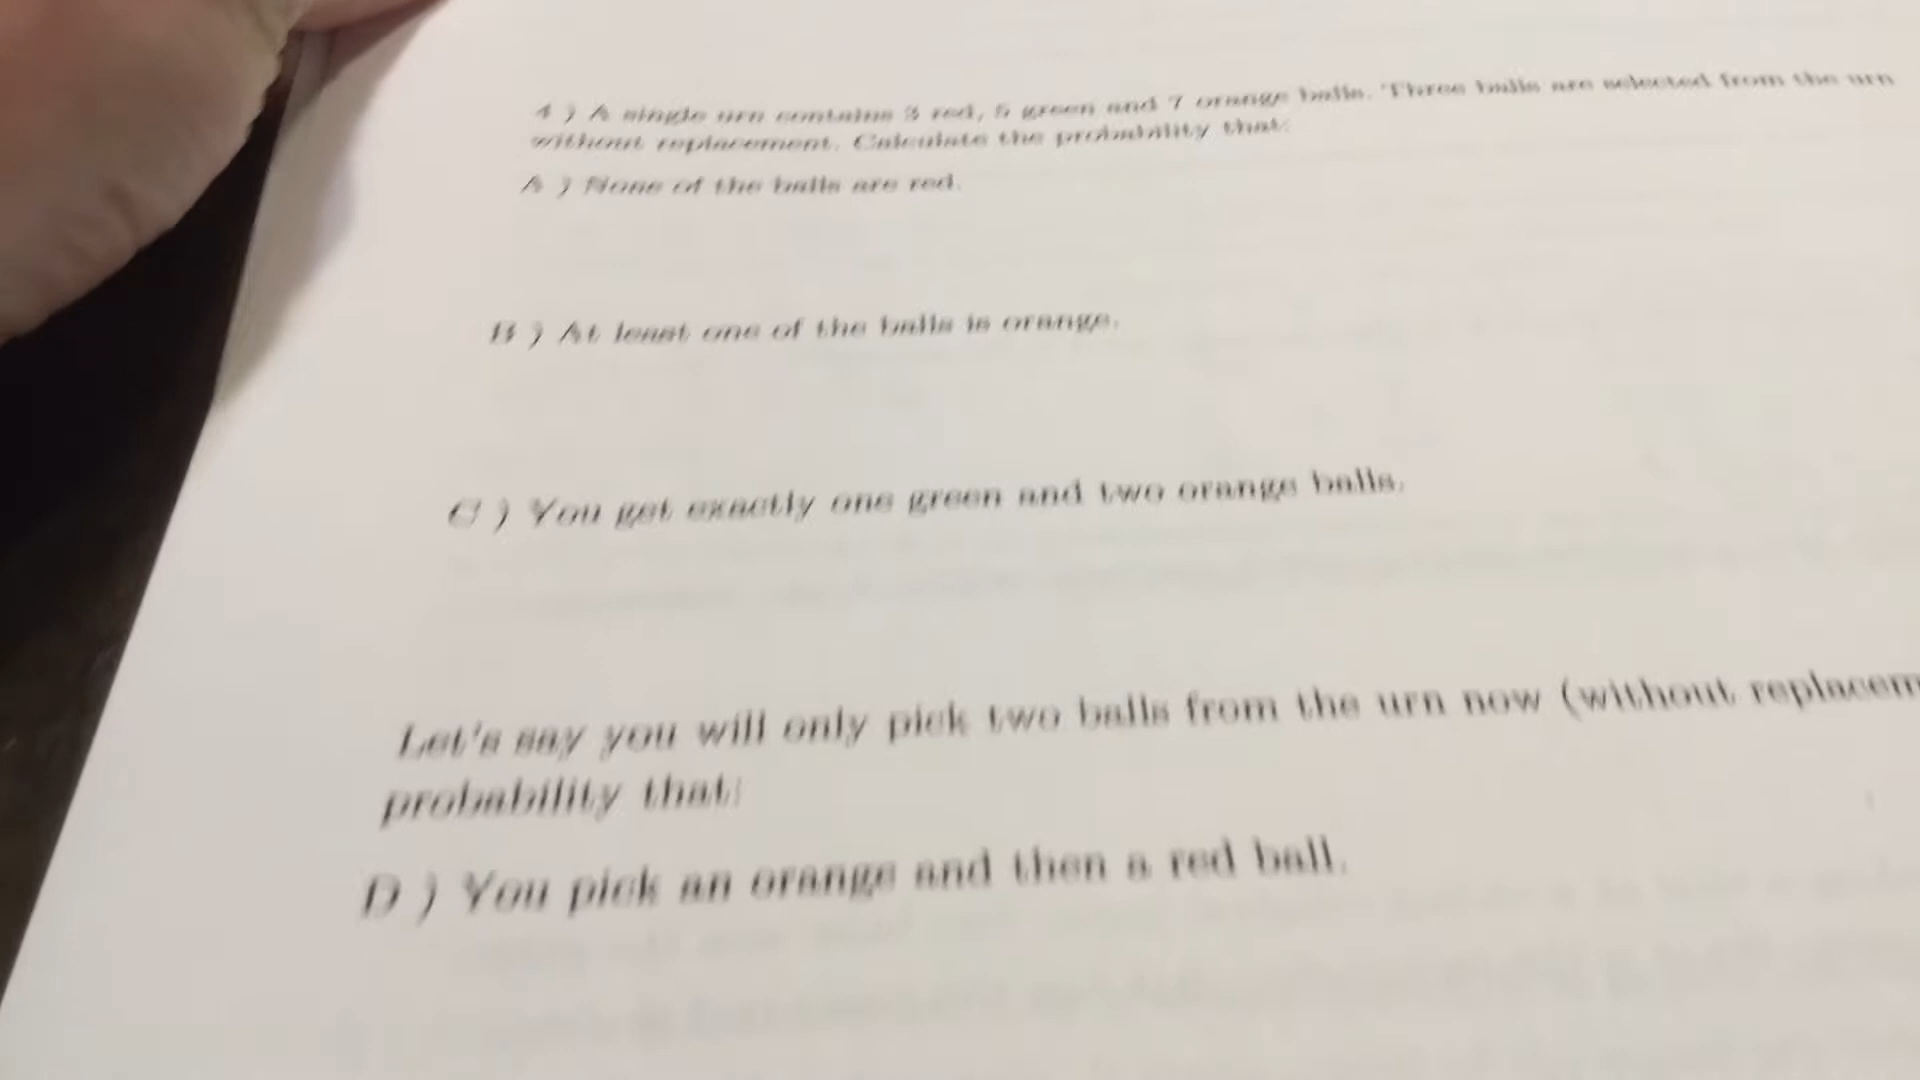 4 ) A single urn contains 3 red, 5 green and 7 orange balls. Three balls are selected from the urn
without replacement. Calculate the probability that:
A ) None of the balls are red.
B ) At least one of the balls is orange.
C ) You get exactly one green and two orange balls.
Let's say you will only pick two balls from the urn now (without replacem
probability that:
D ) You pick an orange and then a red ball.